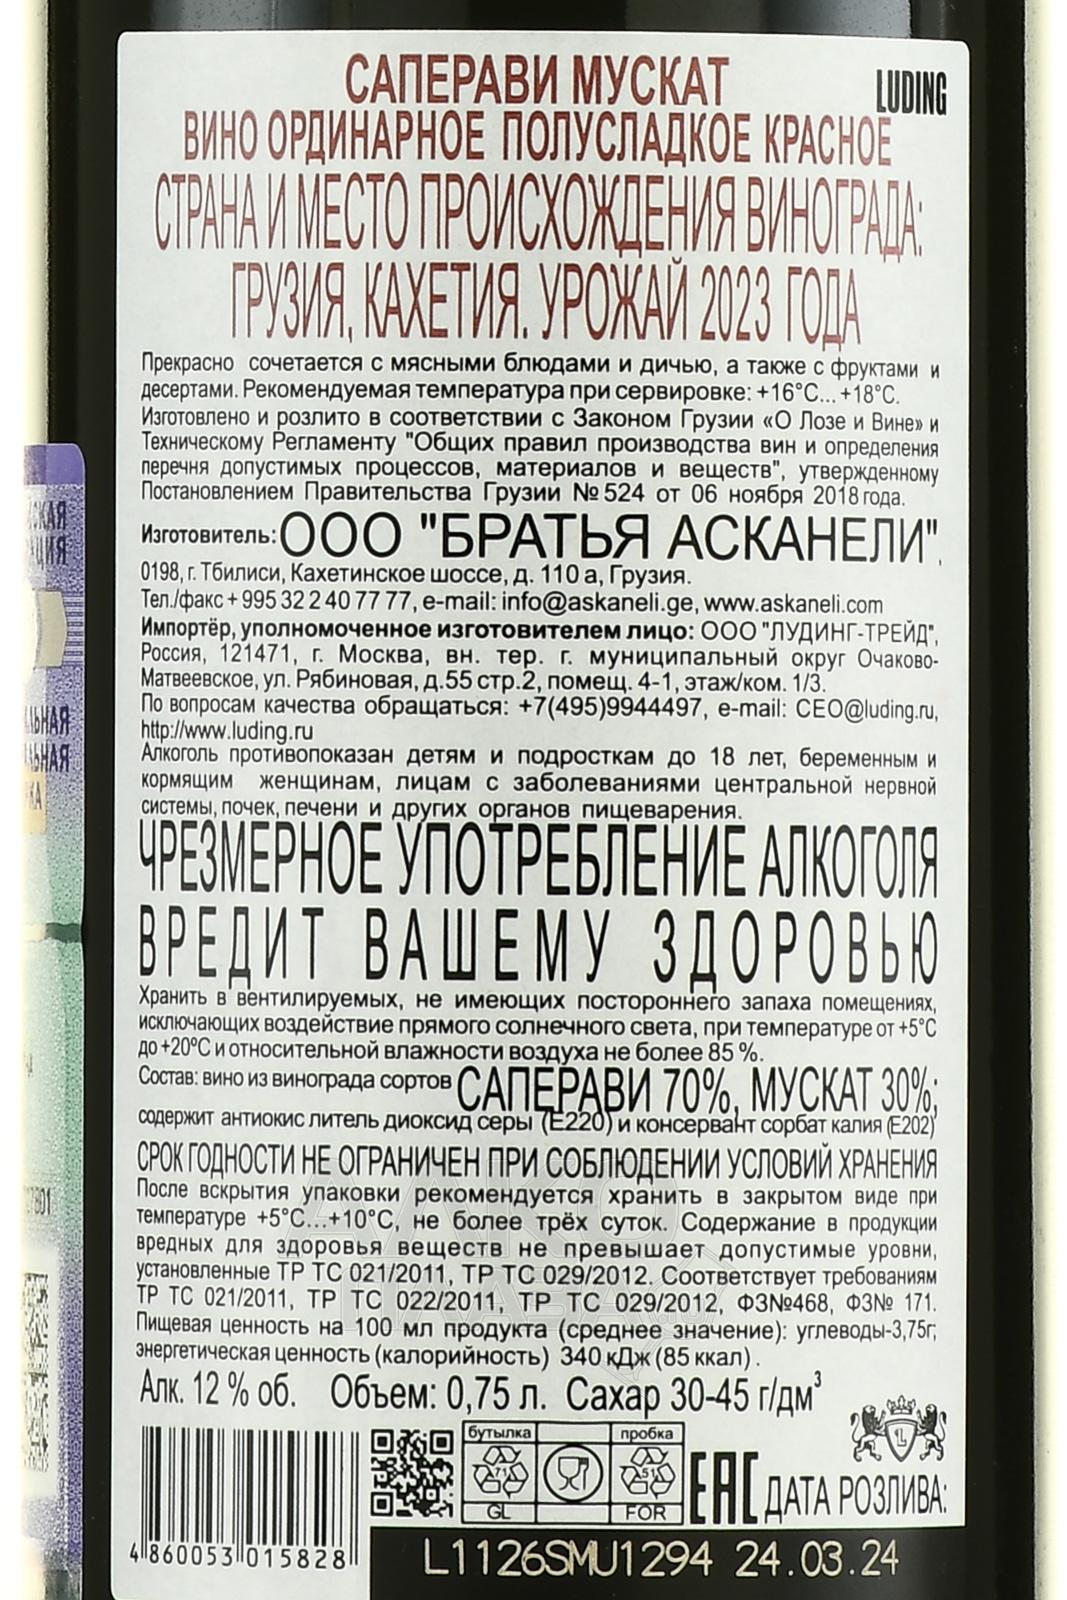 САПЕРАВИ МУСКАТ
LUDING
ВИНО ОРДИНАРНОЕ ПОЛУСЛАДКОЕ КРАСНОЕ
СТРАНА И МЕСТО ПРОИСХОЖДЕНИЯ ВИНОГРАДА:
ГРУЗИЯ, КАХЕТИЯ. УРОЖАЙ 2023 ГОДА
Прекрасно сочетается с мясными блюдами и дичью, а также с фруктами и
десертами. Рекомендуемая температура при сервировке: +16°С...+18°С.
Изготовлено и розлито в соответствии с Законом Грузии «О Лозе и Вине» и
Техническому Регламенту "Общих правил производства вин и определения
перечня допустимых процессов, материалов и веществ", утвержденному
Постановлением Правительства Грузии №524 от 06 ноября 2018 года.
Изготовитель: ООО "БРАТЬЯ АСКАНЕЛИ",
0198, г. Тбилиси, Кахетинское шоссе, д. 110 а, Грузия.
Тел./факс + 995 32 2 40 77 77, e-mail: info@askaneli.ge, www.askaneli.com
Импортёр, уполномоченное изготовителем лицо: ООО "ЛУДИНГ-ТРЕЙД",
Россия, 121471, г. Москва, вн. тер. г. муниципальный округ Очаково-
Матвеевское, ул. Рябиновая, д.55 стр.2, помещ. 4-1, этаж/ком. 1/3.
По вопросам качества обращаться: +7(495)9944497, e-mail: CEO@luding.ru,
http://www.luding.ru
Алкоголь противопоказан детям и подросткам до 18 лет, беременным и
кормящим женщинам, лицам с заболеваниями центральной нервной
системы, почек, печени и других органов пищеварения.
ЧРЕЗМЕРНОЕ УПОТРЕБЛЕНИЕ АЛКОГОЛЯ
ВРЕДИТ ВАШЕМУ ЗДОРОВЬЮ
Хранить в вентилируемых, не имеющих постороннего запаха помещениях,
исключающих воздействие прямого солнечного света, при температуре от +5°С
до +20°С и относительной влажности воздуха не более 85 %.
Состав: вино из винограда сортов САПЕРАВИ 70%, МУСКАТ 30%;
содержит антиокис литель диоксид серы (Е220) и консервант сорбат калия (Е202)
СРОК ГОДНОСТИ НЕ ОГРАНИЧЕН ПРИ СОБЛЮДЕНИИ УСЛОВИЙ ХРАНЕНИЯ
После вскрытия упаковки рекомендуется хранить в закрытом виде при
температуре +5°С...+10°С, не более трёх суток. Содержание в продукции
вредных для здоровья веществ не превышает допустимые уровни,
установленные ТР ТС 021/2011, ТР ТС 029/2012. Соответствует требованиям
ТР ТС 021/2011, ТР ТС 022/2011, ТР ТС 029/2012, ФЗ№468, ФЗ№ 171.
Пищевая ценность на 100 мл продукта (среднее значение): углеводы-3,75г;
энергетическая ценность (калорийность) 340 кДж (85 ккал).
Алк. 12 % об. Объем: 0,75 л. Сахар 30-45 г/дм³
бутылка пробка
71 51
GL FOR
EAC
ДАТА РОЗЛИВА:
4 860053 015828
L1126SMU1294 24.03.24